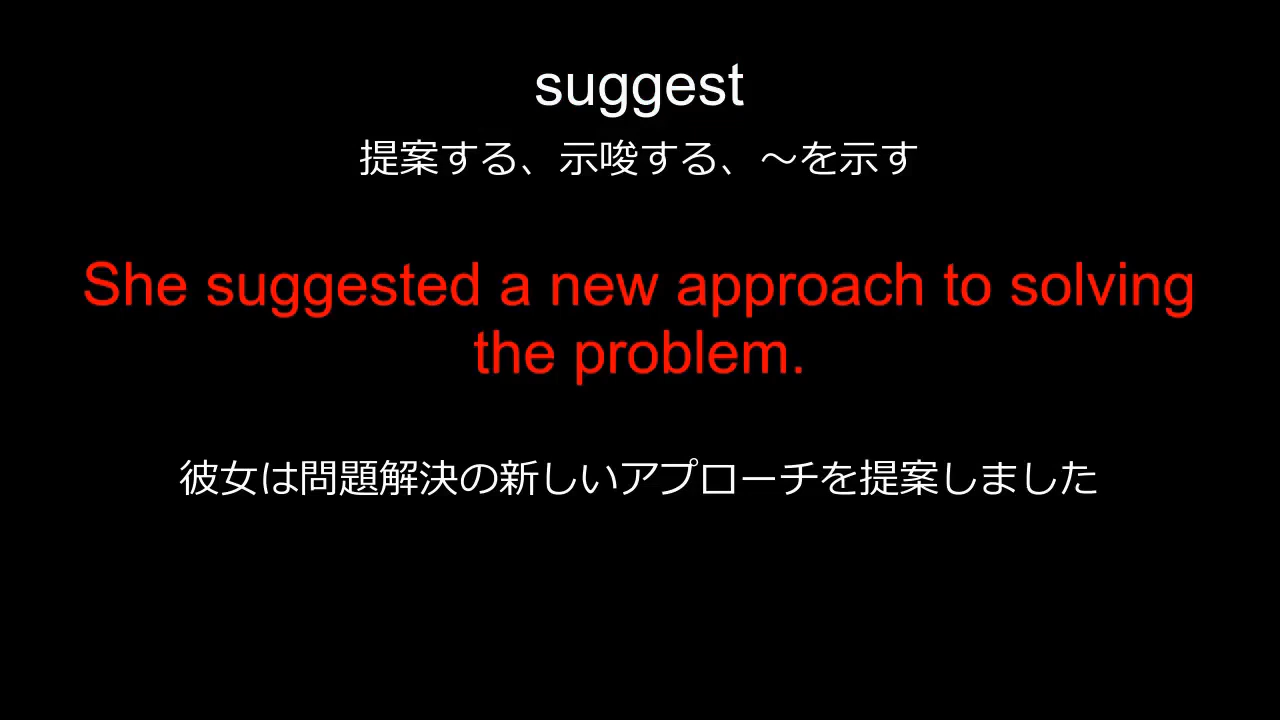 suggest
提案する、示唆する、～を示す
She suggested a new approach to solving
the problem.
彼女は問題解決の新しいアプローチを提案しました